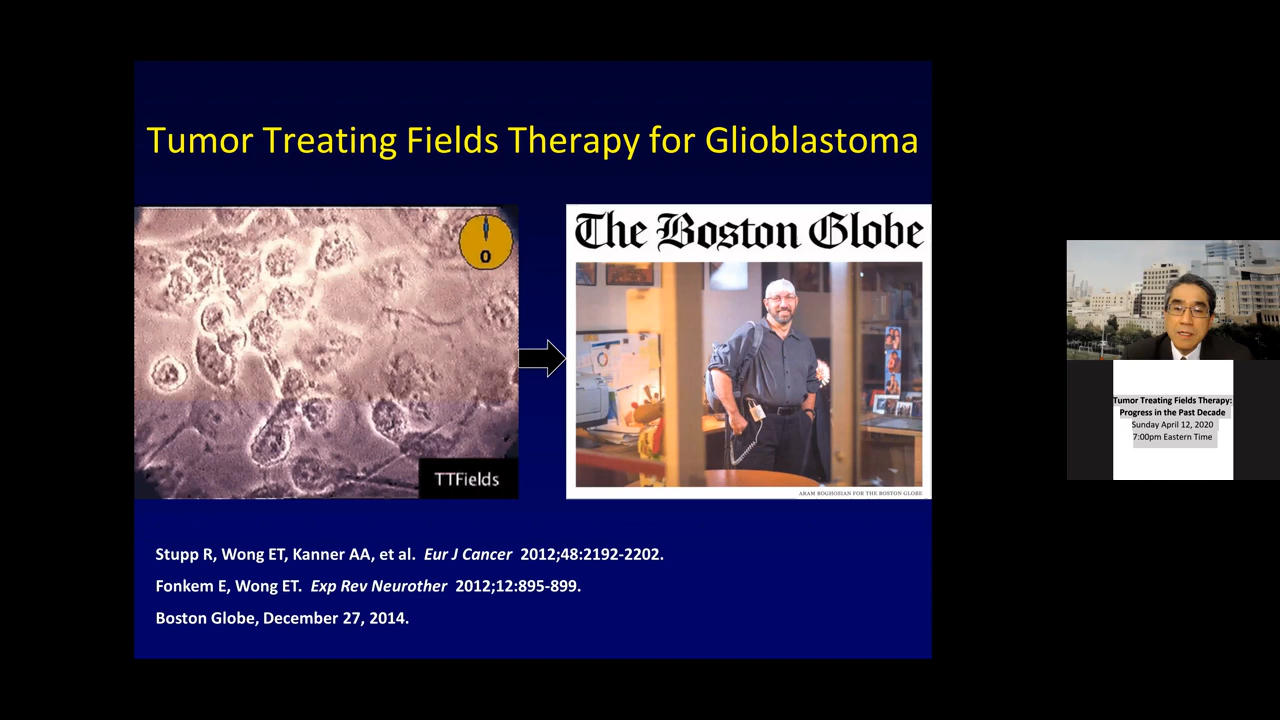 Tumor Treating Fields Therapy for Glioblastoma
0
TTFields
The Boston Globe
ARAM BOGHOSIAN FOR THE BOSTON GLOBE
Stupp R, Wong ET, Kanner AA, et al. Eur J Cancer 2012;48:2192-2202.
Fonkem E, Wong ET. Exp Rev Neurother 2012;12:895-899.
Boston Globe, December 27, 2014.
Tumor Treating Fields Therapy:
Progress in the Past Decade
Sunday April 12, 2020
7:00pm Eastern Time